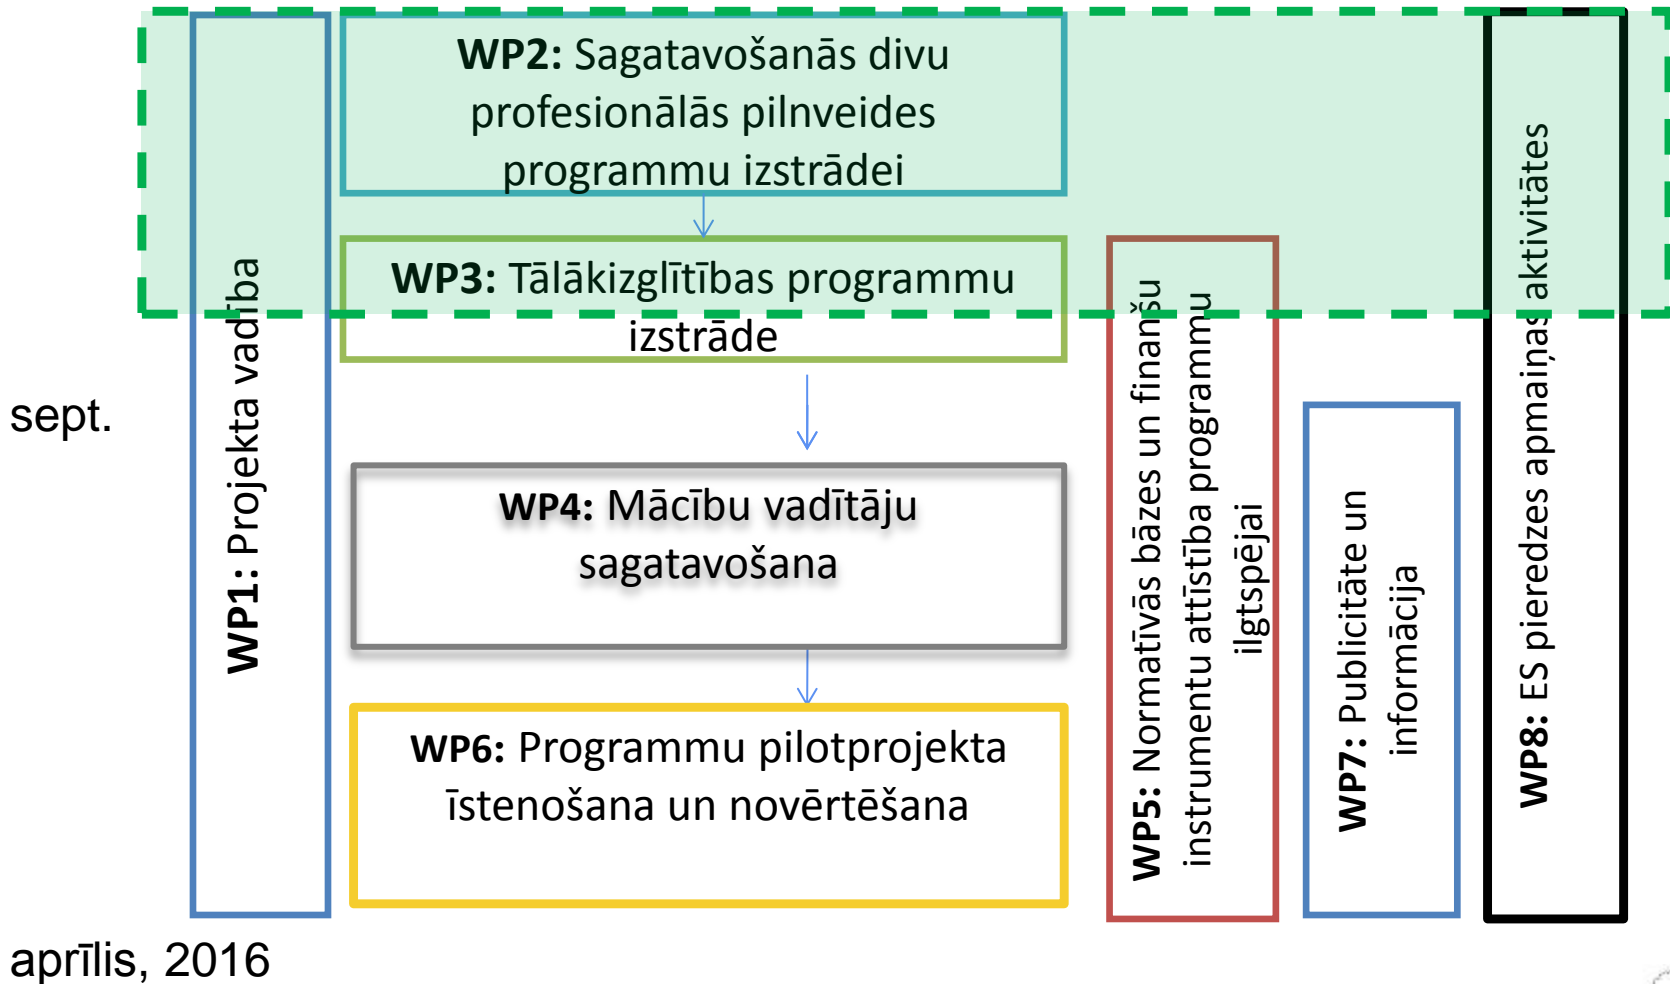 WP2: Sagatavošanās divu
profesionālās pilnveides
programmu izstrādei
WP3: Tālākizglītības programmu
izstrāde
sept.
WP4: Mācību vadītāju
sagatavošana
WP6: Programmu pilotprojekta
īstenošana un novērtēšana
WP1: Projekta vadība
WP5: Normatīvās bāzes un finanšu
instrumentu attīstība programmu
ilgtspējai
WP7: Publicitāte un
informācija
WP8: ES pieredzes apmaiņas aktivitātes
aprīlis, 2016